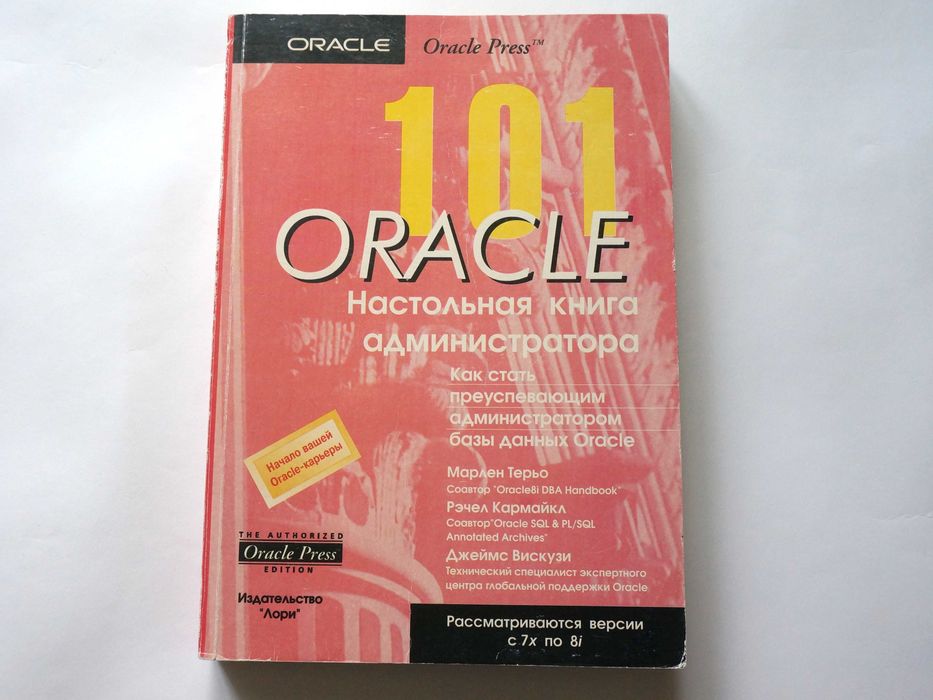 ORACLE
Oracle Press™
101
ORACLE
Настольная книга
администратора
Как стать
преуспевающим
администратором
базы данных Oracle
Начало вашей
Oracle-карьеры
Марлен Терьо
Соавтор "Oracle8i DBA Handbook"
Рэчел Кармайкл
Соавтор"Oracle SQL & PL/SQL
Annotated Archives"
Джеймс Вискузи
Технический специалист экспертного
центра глобальной поддержки Oracle
THE AUTHORIZED
Oracle Press
EDITION
Издательство
"Лори"
Рассматриваются версии
с 7x по 8i